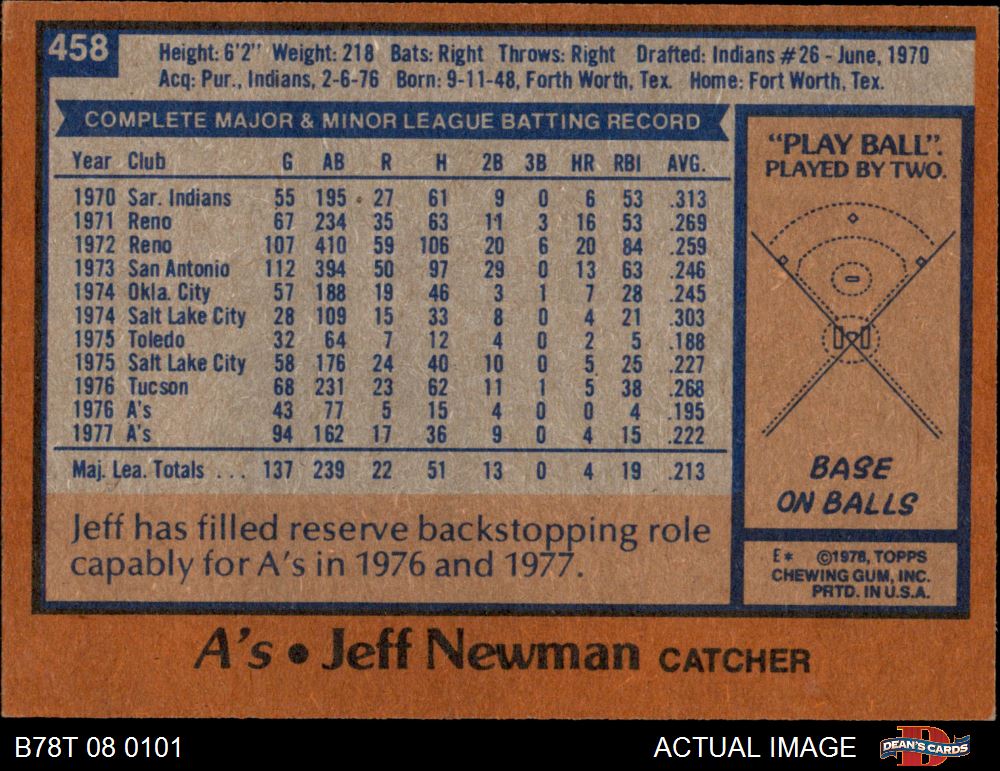 458
Height: 6'2" Weight: 218 Bats: Right Throws: Right Drafted: Indians #26 - June, 1970
Acq: Pur., Indians, 2-6-76 Born: 9-11-48, Forth Worth, Tex. Home: Fort Worth, Tex.
COMPLETE MAJOR & MINOR LEAGUE BATTING RECORD
Year Club G AB R H 2B 3B HR RBI AVG.
1970 Sar. Indians 55 195 27 61 9 0 6 53 .313
1971 Reno 67 234 35 63 11 3 16 53 .269
1972 Reno 107 410 59 106 20 6 20 84 .259
1973 San Antonio 112 394 50 97 29 0 13 63 .246
1974 Okla. City 57 188 19 46 3 1 7 28 .245
1974 Salt Lake City 28 109 15 33 8 0 4 21 .303
1975 Toledo 32 64 7 12 4 0 2 5 .188
1975 Salt Lake City 58 176 24 40 10 0 5 25 .227
1976 Tucson 68 231 23 62 11 1 5 38 .268
1976 A's 43 77 5 15 4 0 0 4 .195
1977 A's 94 162 17 36 9 0 4 15 .222
Maj. Lea. Totals ... 137 239 22 51 13 0 4 19 .213
Jeff has filled reserve backstopping role
capably for A's in 1976 and 1977.
"PLAY BALL".
PLAYED BY TWO.
BASE
ON BALLS
E* ©1978, TOPPS
CHEWING GUM, INC.
PRTD. IN U.S.A.
A's • Jeff Newman CATCHER
B78T 08 0101
ACTUAL IMAGE
D
DEAN'S CARDS